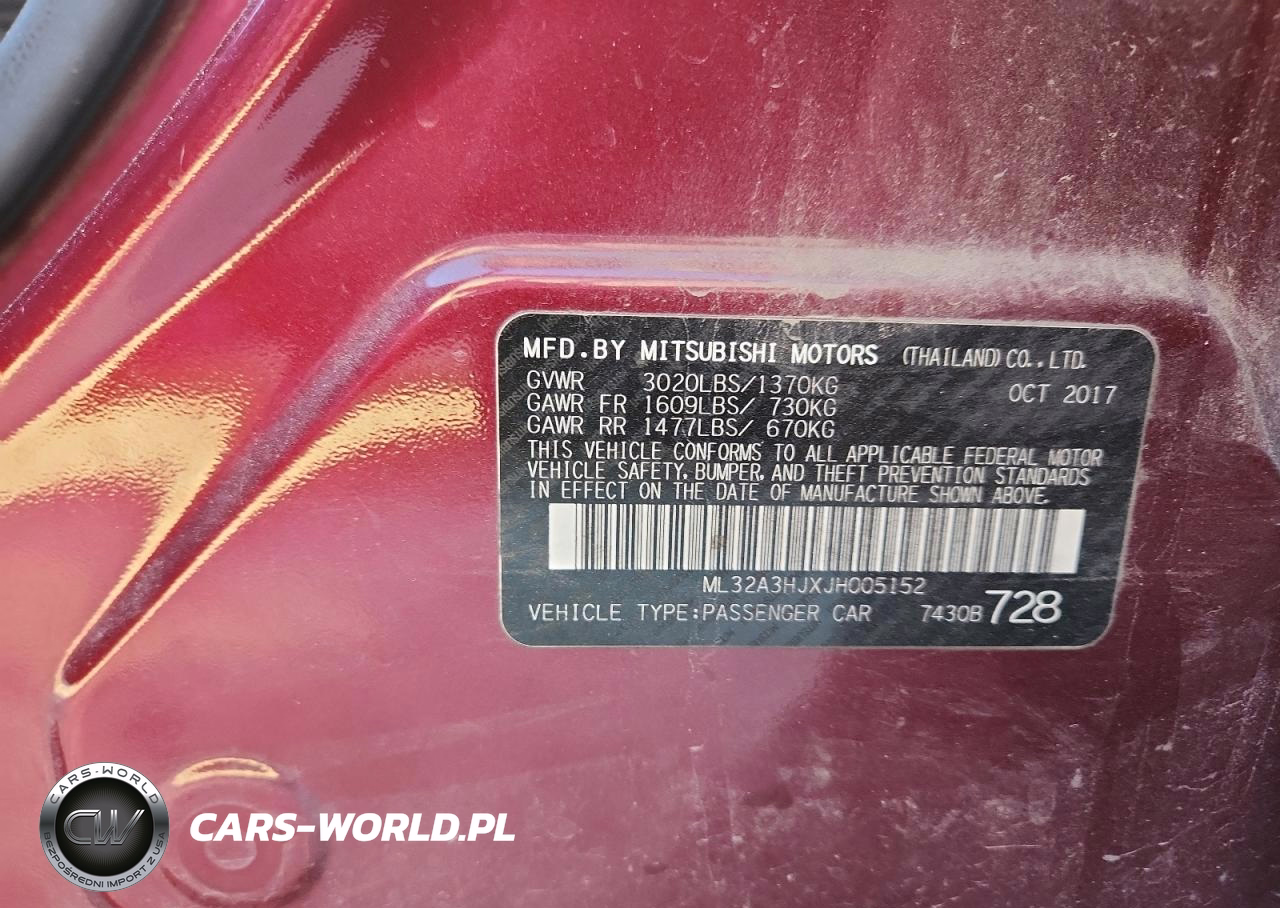 MFD.BY MITSUBISHI MOTORS (THAILAND) CO., LTD.
GVWR 3020LBS/1370KG OCT 2017
GAWR FR 1609LBS/ 730KG
GAWR RR 1477LBS/ 670KG
THIS VEHICLE CONFORMS TO ALL APPLICABLE FEDERAL MOTOR
VEHICLE SAFETY, BUMPER, AND THEFT PREVENTION STANDARDS
IN EFFECT ON THE DATE OF MANUFACTURE SHOWN ABOVE.
ML32A3HJXJH005152
VEHICLE TYPE:PASSENGER CAR 7430B 728
CARS-WORLD
CW
BEZPOŚREDNI IMPORT Z USA
CARS-WORLD.PL